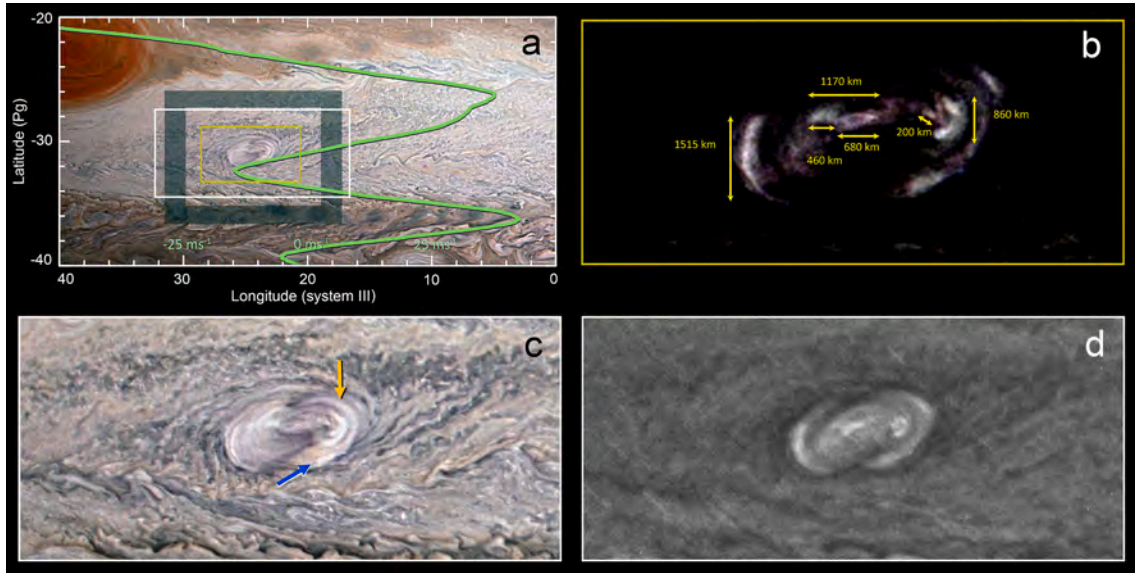 a
-20
-30
-40
Latitude (Pg)
-25 ms⁻¹
0 ms⁻¹
25 ms⁻¹
40
30
20
10
0
Longitude (system III)
b
1170 km
1515 km
460 km
680 km
200 km
860 km
c
d